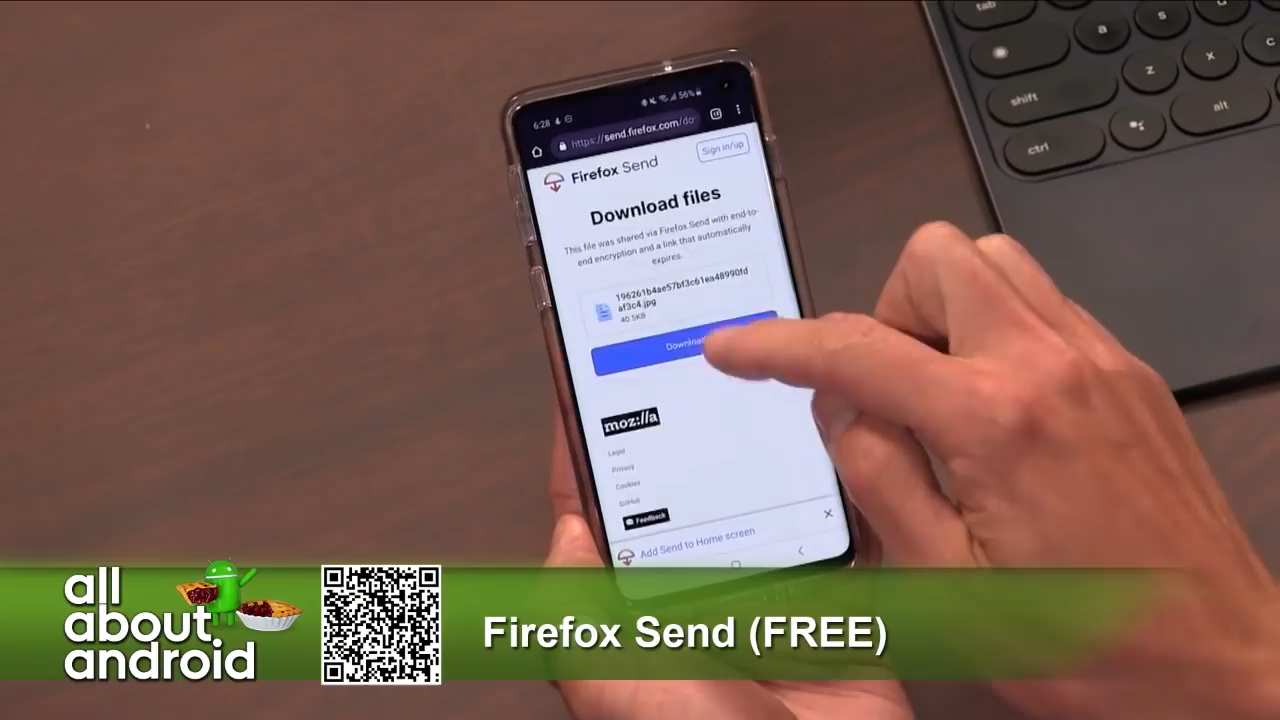 tab
a
s
z
x
c
shift
alt
ctrl
6:28
56%
https://send.firefox.com/do
Firefox Send
Sign in/up
Download files
This file was shared via Firefox Send with end-to-
end encryption and a link that automatically
expires.
196261b4ae57bf3c61ea48990fd
af3c4.jpg
40.5KB
Download
moz://a
Legal
Privacy
Cookies
GitHub
Feedback
Add Send to Home screen
all
about
android
Firefox Send (FREE)